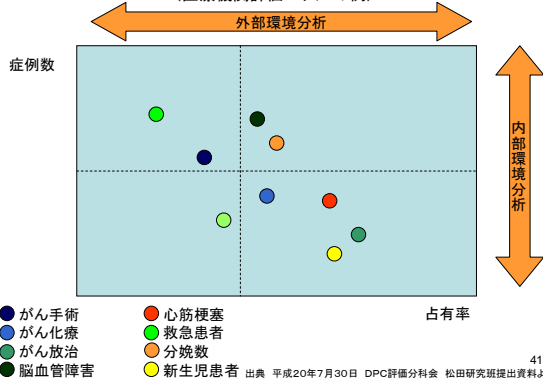 外部環境分析
症例数
内部環境分析
占有率
がん手術
がん化療
がん放治
脳血管障害
心筋梗塞
救急患者
分娩数
新生児患者
41
出典 平成20年7月30日 DPC評価分科会 松田研究班提出資料よ